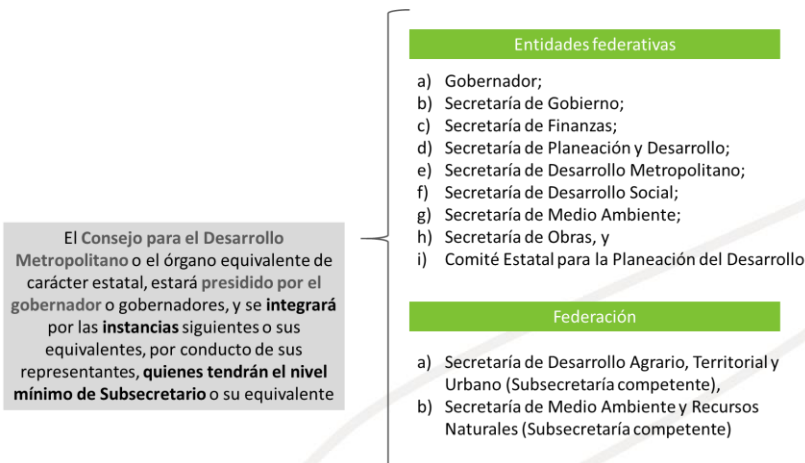 El Consejo para el Desarrollo
Metropolitano o el órgano equivalente de
carácter estatal, estará presidido por el
gobernador o gobernadores, y se integrará
por las instancias siguientes o sus
equivalentes, por conducto de sus
representantes, quienes tendrán el nivel
mínimo de Subsecretario o su equivalente
Entidades federativas
a) Gobernador;
b) Secretaría de Gobierno;
c) Secretaría de Finanzas;
d) Secretaría de Planeación y Desarrollo;
e) Secretaría de Desarrollo Metropolitano;
f) Secretaría de Desarrollo Social;
g) Secretaría de Medio Ambiente;
h) Secretaría de Obras, y
i) Comité Estatal para la Planeación del Desarrollo
Federación
a) Secretaría de Desarrollo Agrario, Territorial y
Urbano (Subsecretaría competente),
b) Secretaría de Medio Ambiente y Recursos
Naturales (Subsecretaría competente)